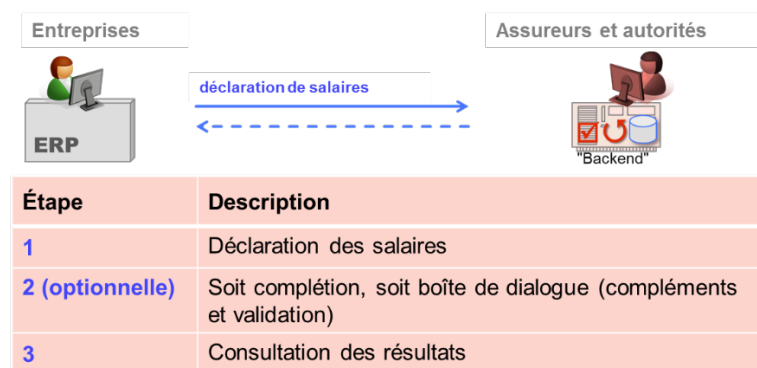 Entreprises
Assureurs et autorités
déclaration de salaires
ERP
"Backend"
Étape Description
1 Déclaration des salaires
2 (optionnelle) Soit complétion, soit boîte de dialogue (compléments
et validation)
3 Consultation des résultats